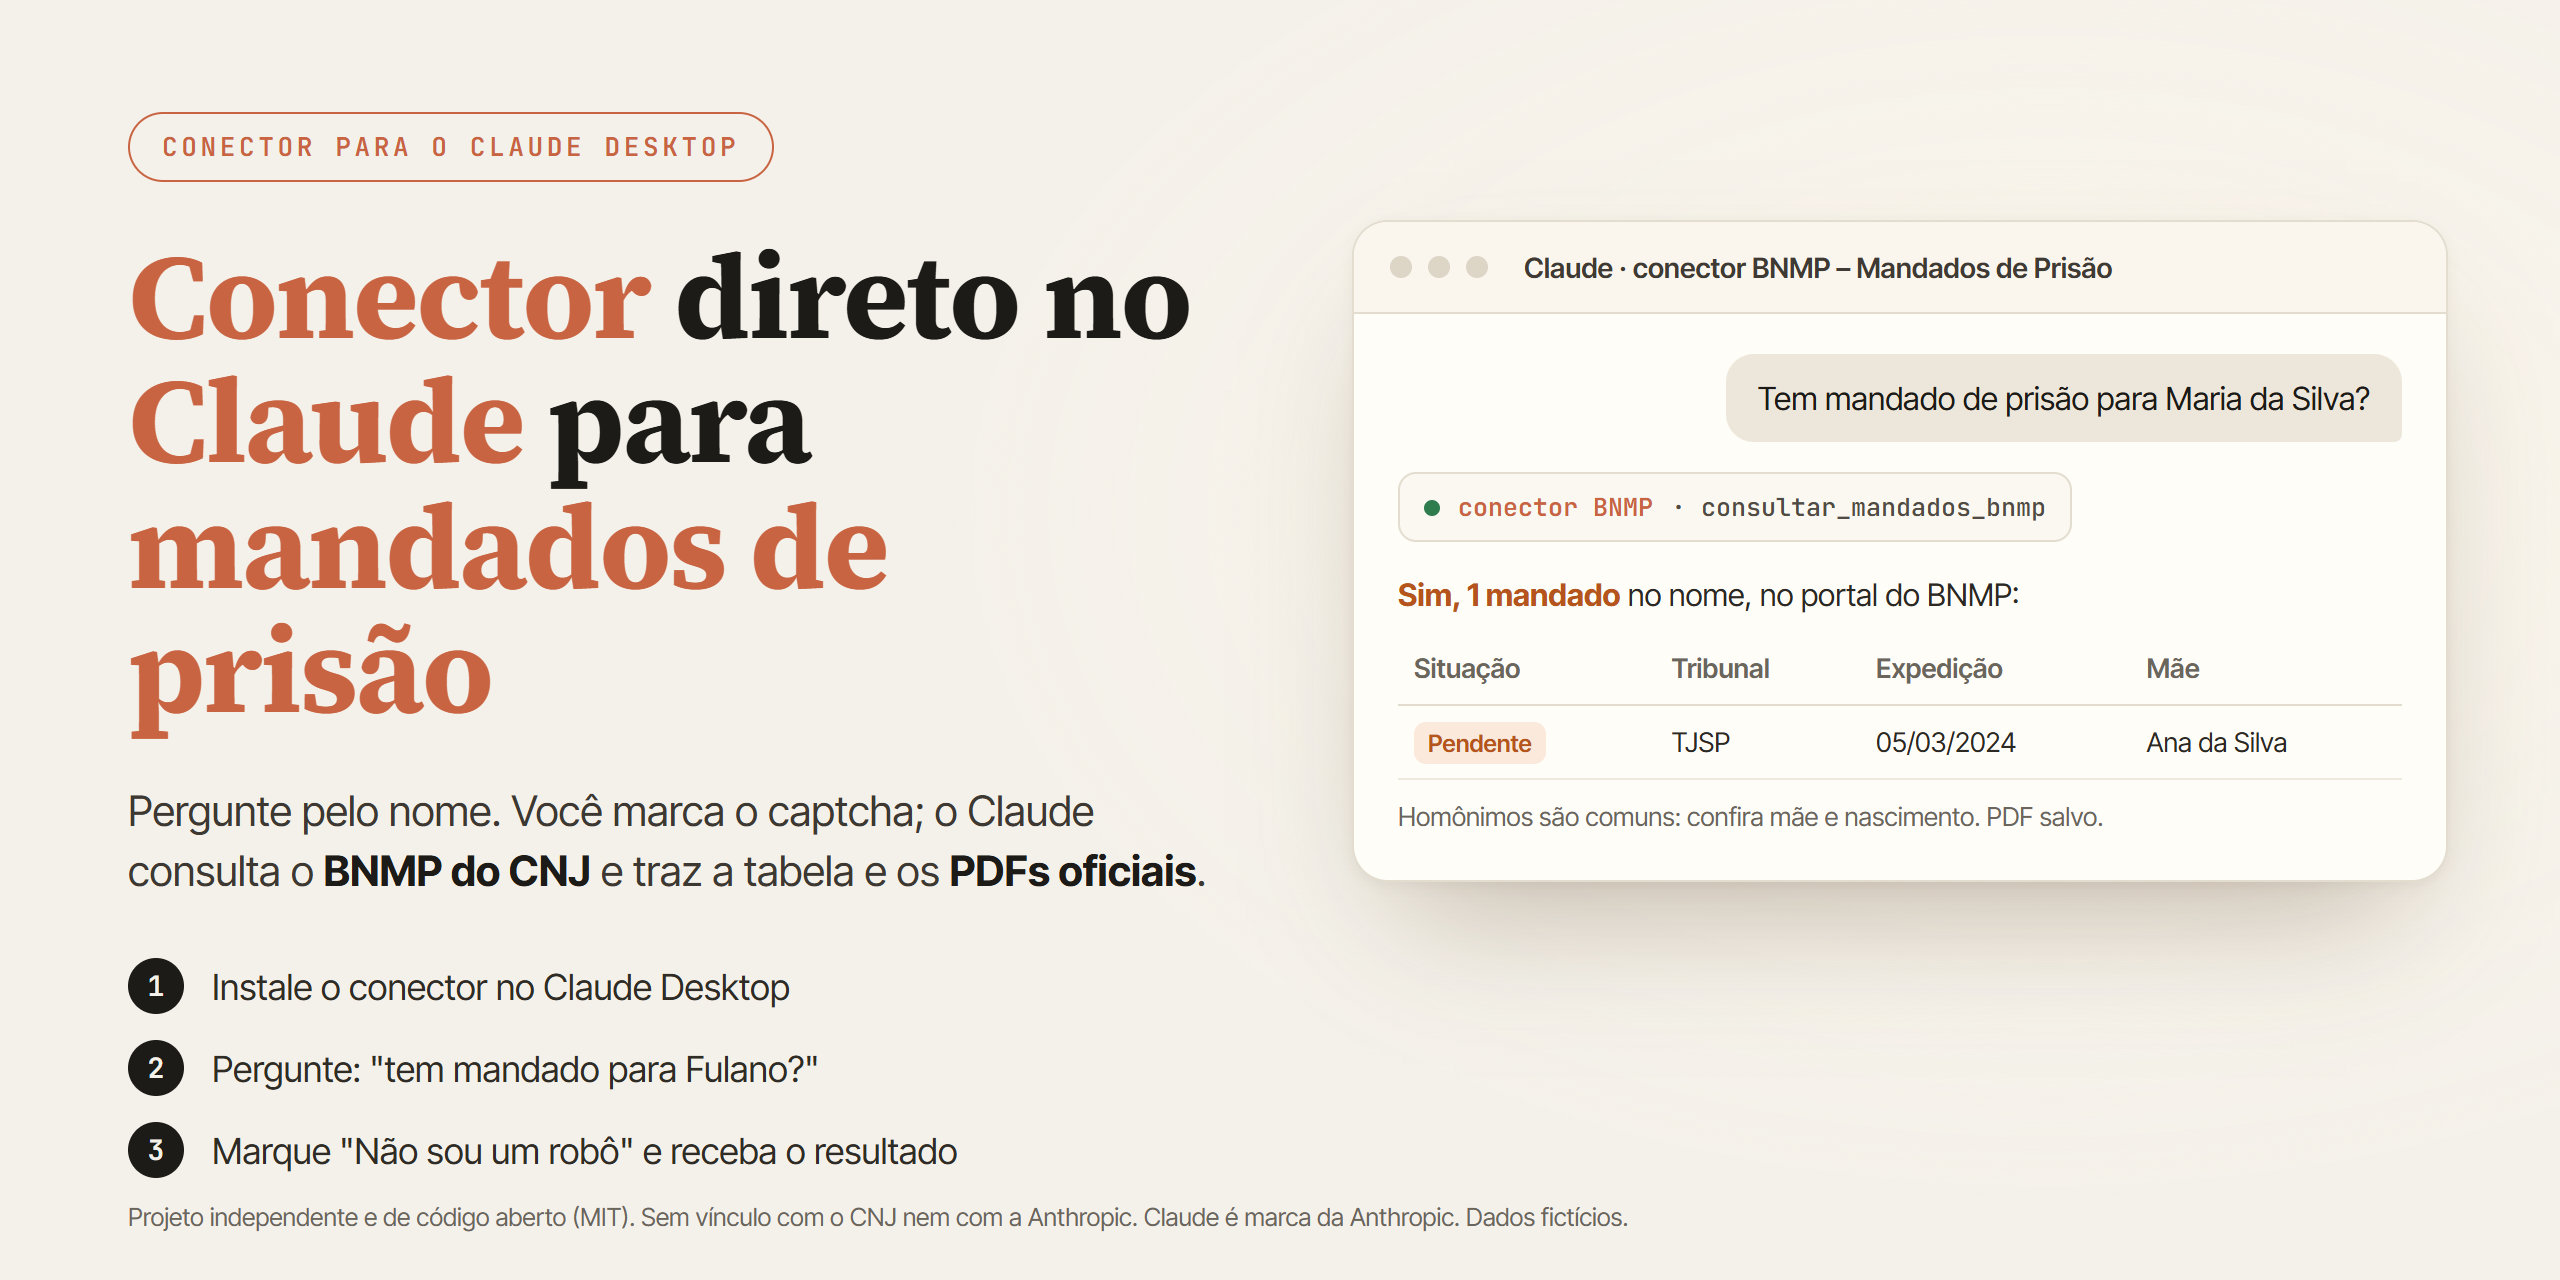 CONECTOR PARA O CLAUDE DESKTOP
Conector direto no
Claude para
mandados de
prisão
Pergunte pelo nome. Você marca o captcha; o Claude
consulta o BNMP do CNJ e traz a tabela e os PDFs oficiais.
1 Instale o conector no Claude Desktop
2 Pergunte: "tem mandado para Fulano?"
3 Marque "Não sou um robô" e receba o resultado
Claude · conector BNMP – Mandados de Prisão
Tem mandado de prisão para Maria da Silva?
conector BNMP · consultar_mandados_bnmp
Sim, 1 mandado no nome, no portal do BNMP:
Situação Tribunal Expedição Mãe
Pendente TJSP 05/03/2024 Ana da Silva
Homônimos são comuns: confira mãe e nascimento. PDF salvo.
Projeto independente e de código aberto (MIT). Sem vínculo com o CNJ nem com a Anthropic. Claude é marca da Anthropic. Dados fictícios.